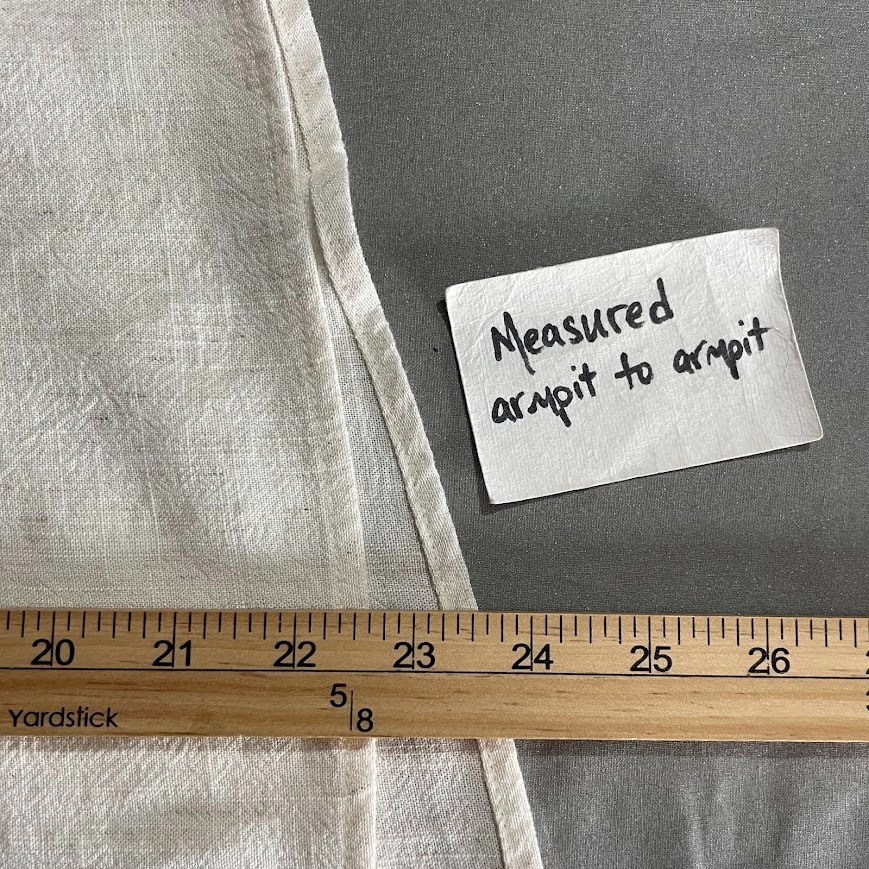 Measured
armpit to armpit
20 21 22 23 24 25 26
5/8
Yardstick